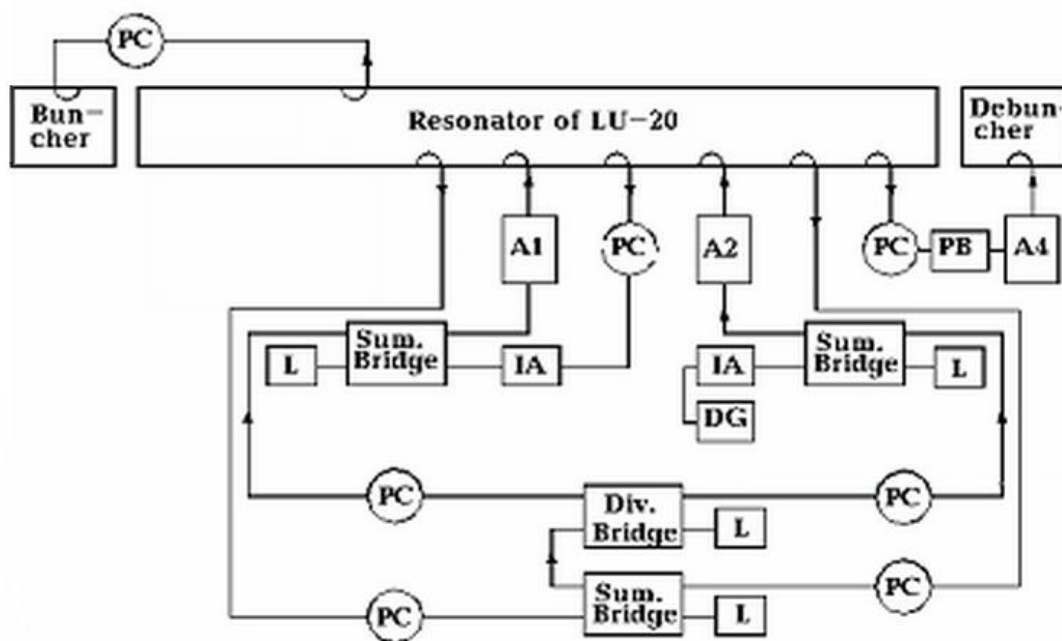 PC
Bun-
cher
Resonator of LU-20
Debun-
cher
A1
PC
A2
PC
PB
A4
Sum.
Bridge
L
IA
IA
Sum.
Bridge
L
DG
PC
Div.
Bridge
PC
L
Sum.
Bridge
PC
PC
L